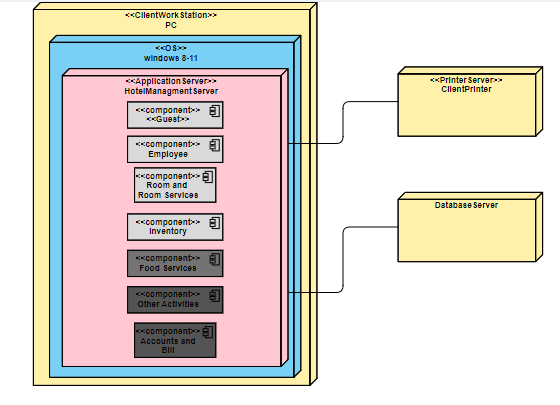 <<ClientWorkStation>>
PC
<<OS>>
windows 8-11
<<ApplicationServer>>
HotelManagmentServer
<<component>>
<<Guest>>
<<component>>
Employee
<<component>>
Room and
Room Services
<<component>>
Inventory
<<component>>
Food Services
<<component>>
Other Activities
<<component>>
Accounts and
Bill
<<PrinterServer>>
ClientPrinter
DatabaseServer